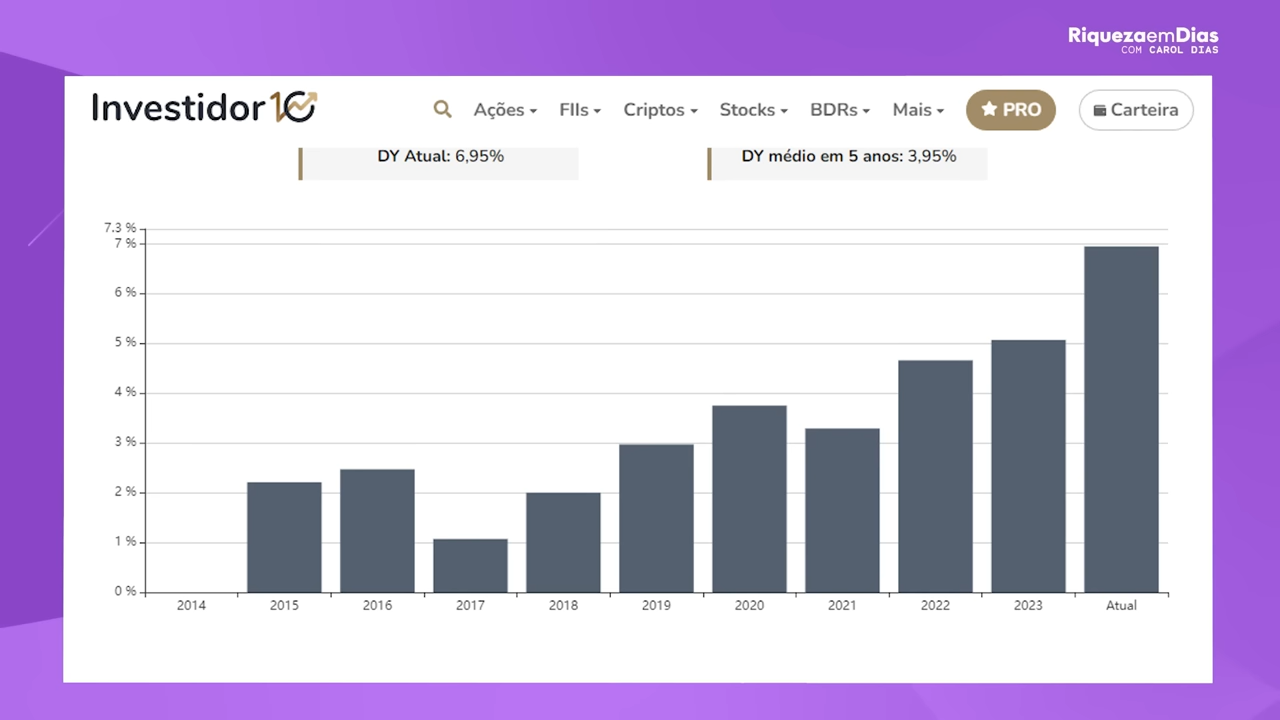 RiquezaemDias
COM CAROL DIAS
Investidor 10
Ações
FIIs
Criptos
Stocks
BDRs
Mais
PRO
Carteira
DY Atual: 6,95%
DY médio em 5 anos: 3,95%
7.3 %
7 %
6 %
5 %
4 %
3 %
2 %
1 %
0 %
2014 2015 2016 2017 2018 2019 2020 2021 2022 2023 Atual